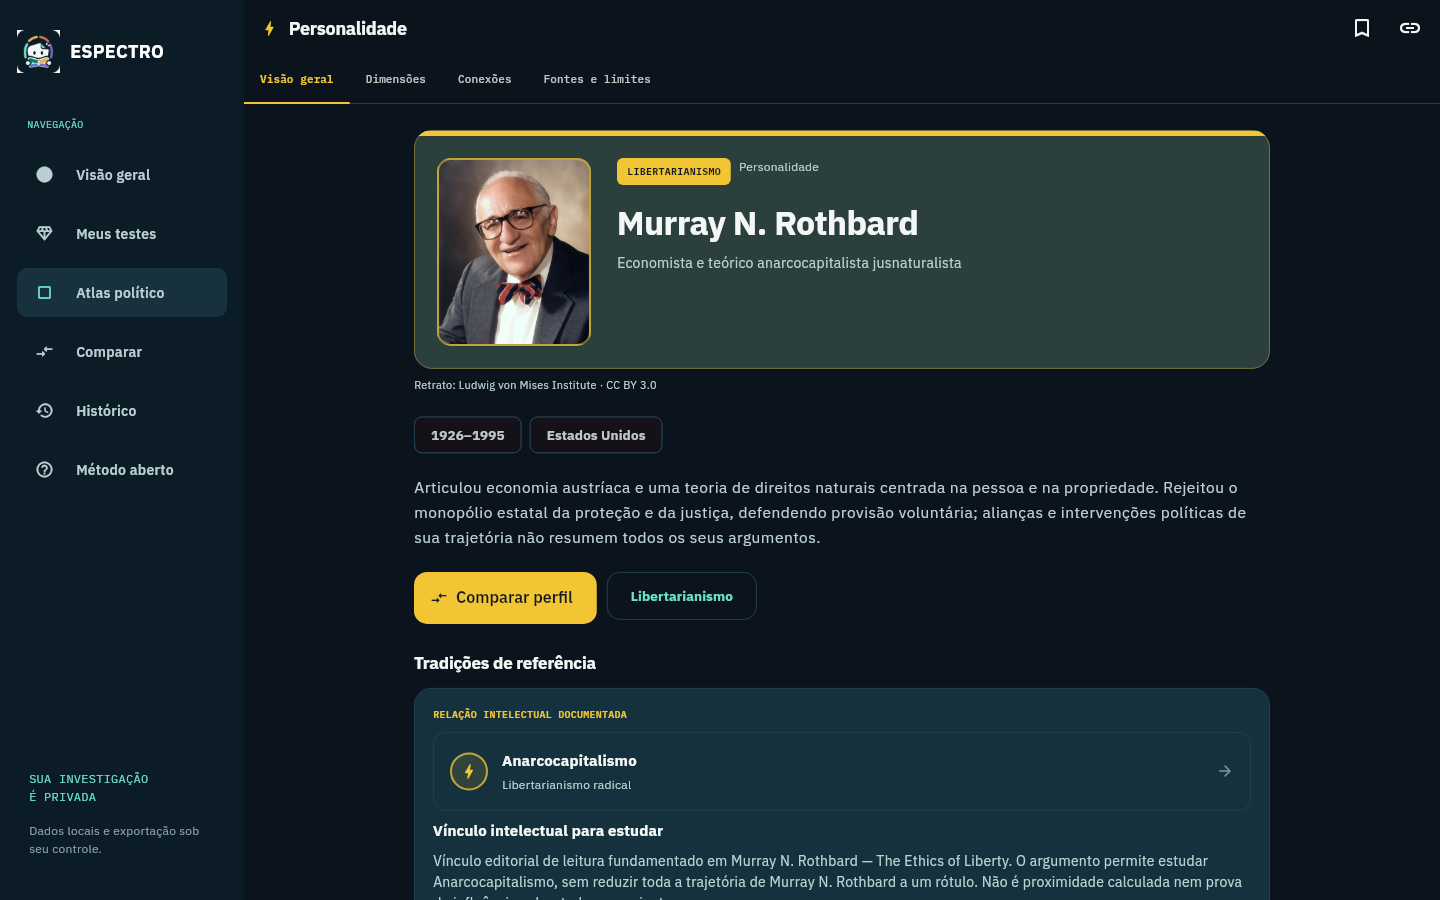 ESPECTRO
NAVEGAÇÃO
Visão geral
Meus testes
Atlas político
Comparar
Histórico
Método aberto
SUA INVESTIGAÇÃO
É PRIVADA
Dados locais e exportação sob
seu controle.
Personalidade
Visão geral
Dimensões
Conexões
Fontes e limites
LIBERTARIANISMO
Personalidade
Murray N. Rothbard
Economista e teórico anarcocapitalista jusnaturalista
Retrato: Ludwig von Mises Institute · CC BY 3.0
1926–1995
Estados Unidos
Articulou economia austríaca e uma teoria de direitos naturais centrada na pessoa e na propriedade. Rejeitou o
monopólio estatal da proteção e da justiça, defendendo provisão voluntária; alianças e intervenções políticas de
sua trajetória não resumem todos os seus argumentos.
Comparar perfil
Libertarianismo
Tradições de referência
RELAÇÃO INTELECTUAL DOCUMENTADA
Anarcocapitalismo
Libertarianismo radical
Vínculo intelectual para estudar
Vínculo editorial de leitura fundamentado em Murray N. Rothbard — The Ethics of Liberty. O argumento permite estudar
Anarcocapitalismo, sem reduzir toda a trajetória de Murray N. Rothbard a um rótulo. Não é proximidade calculada nem prova